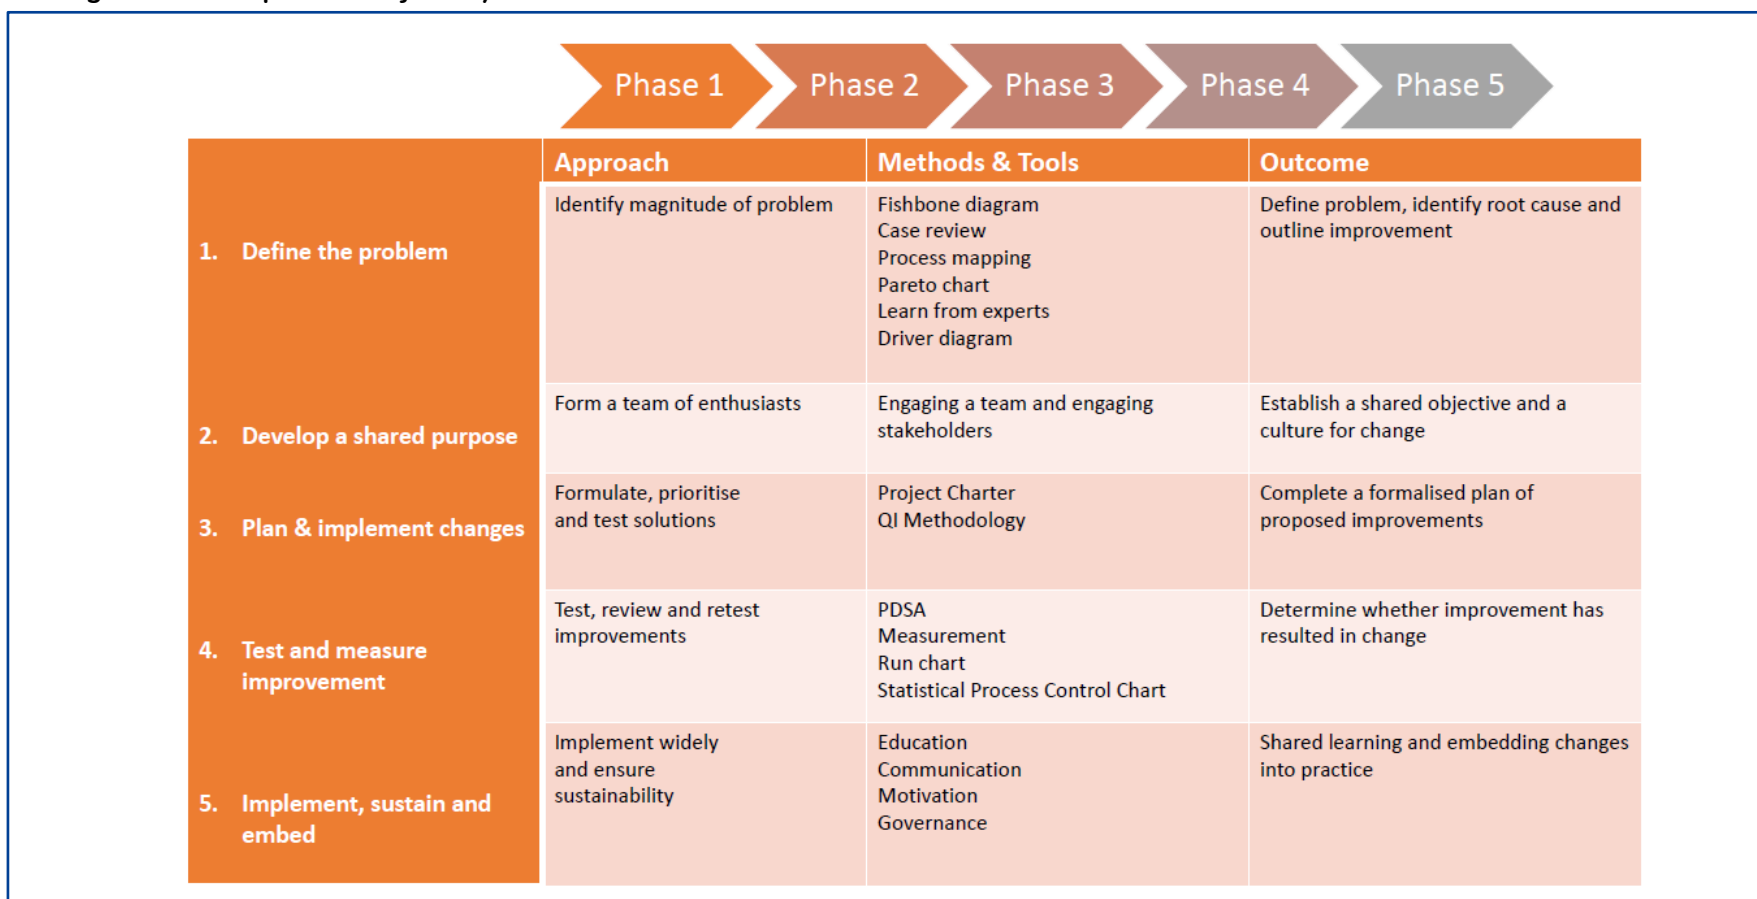 Phase 1
Phase 2
Phase 3
Phase 4
Phase 5
Approach
Methods & Tools
Outcome
1. Define the problem
Identify magnitude of problem
Fishbone diagram
Case review
Process mapping
Pareto chart
Learn from experts
Driver diagram
Define problem, identify root cause and
outline improvement
2. Develop a shared purpose
Form a team of enthusiasts
Engaging a team and engaging
stakeholders
Establish a shared objective and a
culture for change
3. Plan & implement changes
Formulate, prioritise
and test solutions
Project Charter
QI Methodology
Complete a formalised plan of
proposed improvements
4. Test and measure
improvement
Test, review and retest
improvements
PDSA
Measurement
Run chart
Statistical Process Control Chart
Determine whether improvement has
resulted in change
5. Implement, sustain and
embed
Implement widely
and ensure
sustainability
Education
Communication
Motivation
Governance
Shared learning and embedding changes
into practice